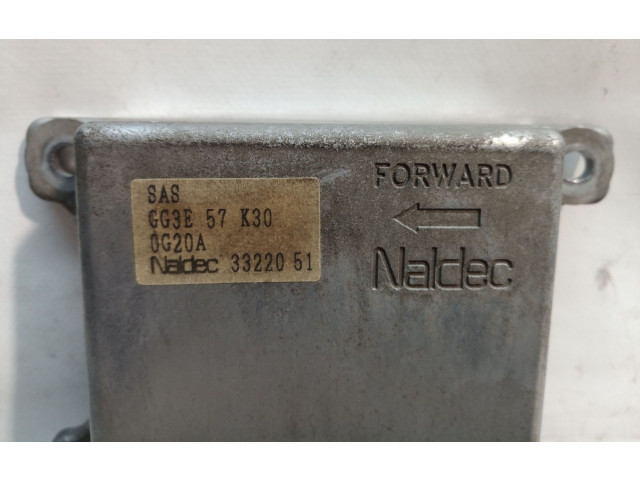 SAS
GG3E 57 K30
0G20A
Naldec 33220 51
FORWARD
Naldec